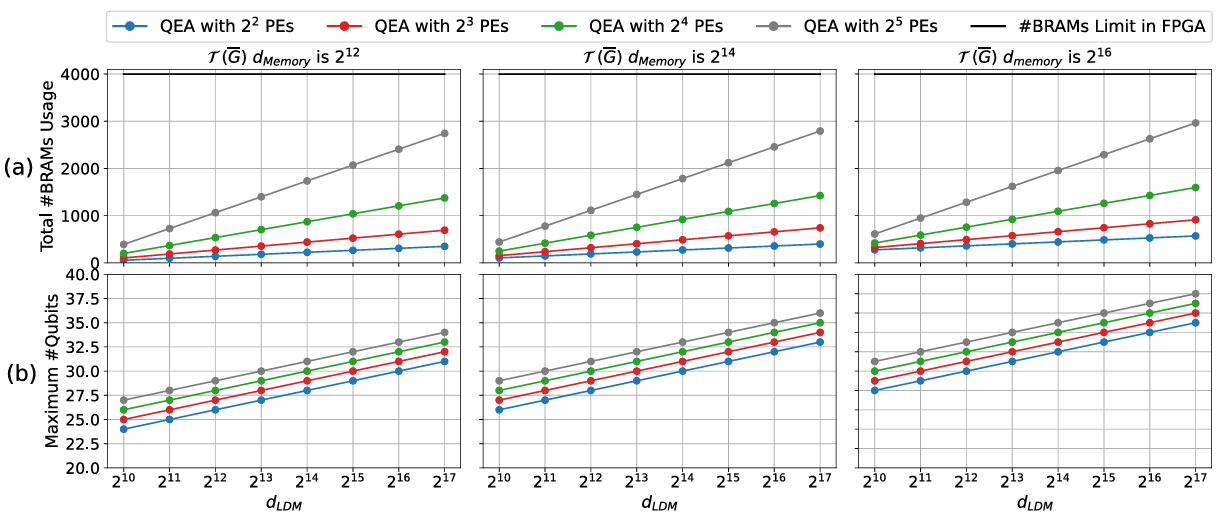 QEA with 2² PEs QEA with 2³ PEs QEA with 2⁴ PEs QEA with 2⁵ PEs #BRAMs Limit in FPGA
𝒯 (G̅) d_Memory is 2¹² 𝒯 (G̅) d_Memory is 2¹⁴ 𝒯 (G̅) d_memory is 2¹⁶
(a)
Total #BRAMs Usage
4000
3000
2000
1000
0
(b)
Maximum #Qubits
40.0
37.5
35.0
32.5
30.0
27.5
25.0
22.5
20.0
2¹⁰ 2¹¹ 2¹² 2¹³ 2¹⁴ 2¹⁵ 2¹⁶ 2¹⁷ 2¹⁰ 2¹¹ 2¹² 2¹³ 2¹⁴ 2¹⁵ 2¹⁶ 2¹⁷ 2¹⁰ 2¹¹ 2¹² 2¹³ 2¹⁴ 2¹⁵ 2¹⁶ 2¹⁷
d_LDM d_LDM d_LDM